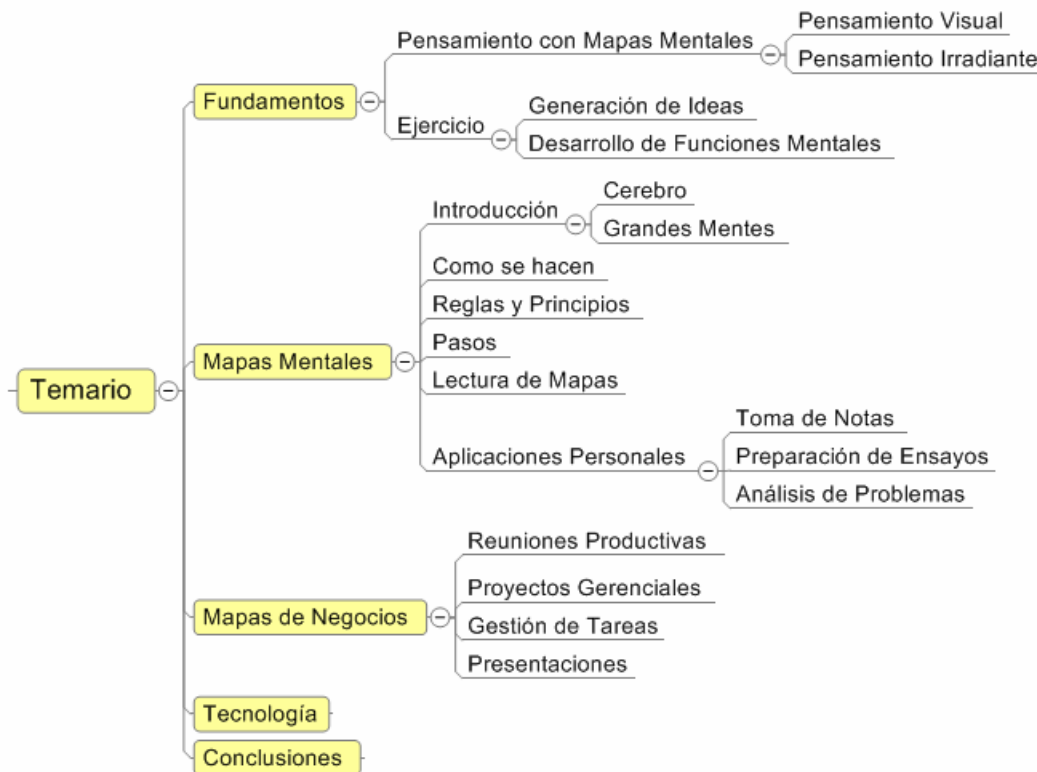 Temario
Fundamentos
Pensamiento con Mapas Mentales
Pensamiento Visual
Pensamiento Irradiante
Ejercicio
Generación de Ideas
Desarrollo de Funciones Mentales
Mapas Mentales
Introducción
Cerebro
Grandes Mentes
Como se hacen
Reglas y Principios
Pasos
Lectura de Mapas
Aplicaciones Personales
Toma de Notas
Preparación de Ensayos
Análisis de Problemas
Mapas de Negocios
Reuniones Productivas
Proyectos Gerenciales
Gestión de Tareas
Presentaciones
Tecnología
Conclusiones